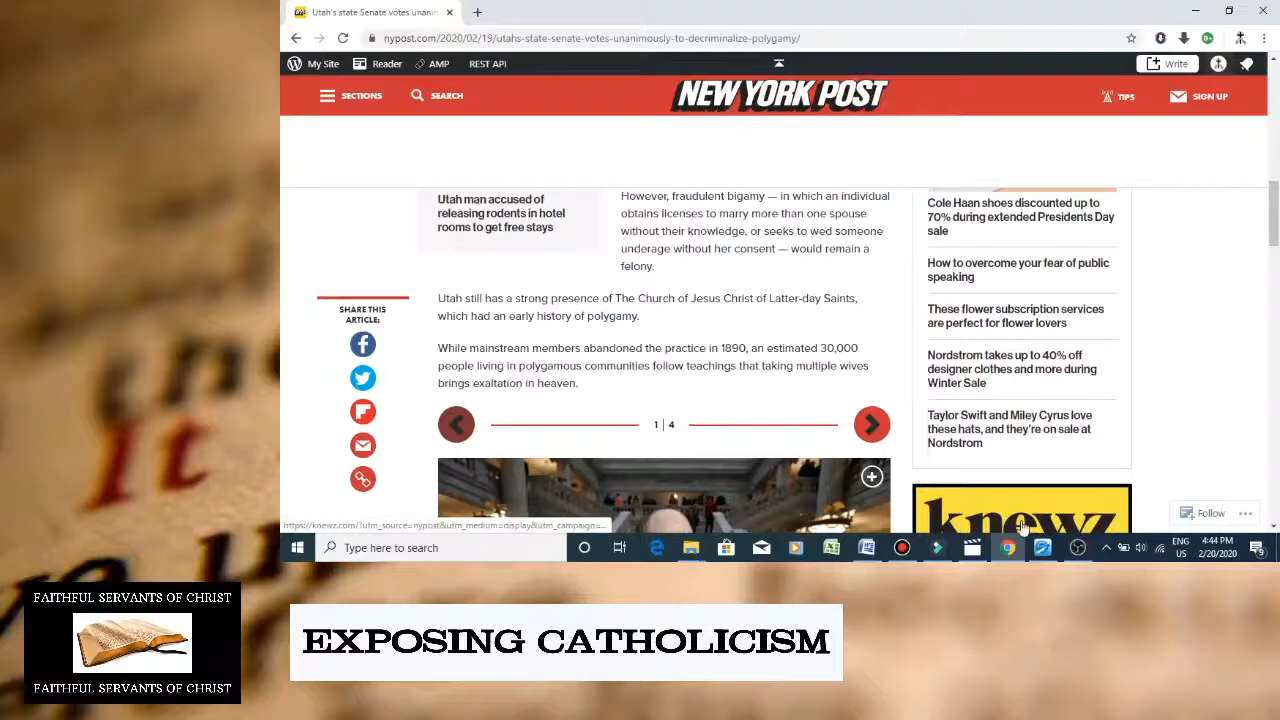 Utah's state Senate votes unanim
nypost.com/2020/02/19/utahs-state-senate-votes-unanimously-to-decriminalize-polygamy/
My Site
Reader
AMP
REST API
Write
SECTIONS
SEARCH
NEW YORK POST
TIPS
SIGN UP
Utah man accused of
releasing rodents in hotel
rooms to get free stays
However, fraudulent bigamy — in which an individual
obtains licenses to marry more than one spouse
without their knowledge, or seeks to wed someone
underage without her consent — would remain a
felony.
SHARE THIS
ARTICLE:
Utah still has a strong presence of The Church of Jesus Christ of Latter-day Saints,
which had an early history of polygamy.
While mainstream members abandoned the practice in 1890, an estimated 30,000
people living in polygamous communities follow teachings that taking multiple wives
brings exaltation in heaven.
1 | 4
Cole Haan shoes discounted up to
70% during extended Presidents Day
sale
How to overcome your fear of public
speaking
These flower subscription services
are perfect for flower lovers
Nordstrom takes up to 40% off
designer clothes and more during
Winter Sale
Taylor Swift and Miley Cyrus love
these hats, and they're on sale at
Nordstrom
knewz
Follow
https://knewz.com/?utm_source=nypost&utm_medium=display&utm_campaign=...
Type here to search
ENG
US
4:44 PM
2/20/2020
It
FAITHFUL SERVANTS OF CHRIST
FAITHFUL SERVANTS OF CHRIST
EXPOSING CATHOLICISM